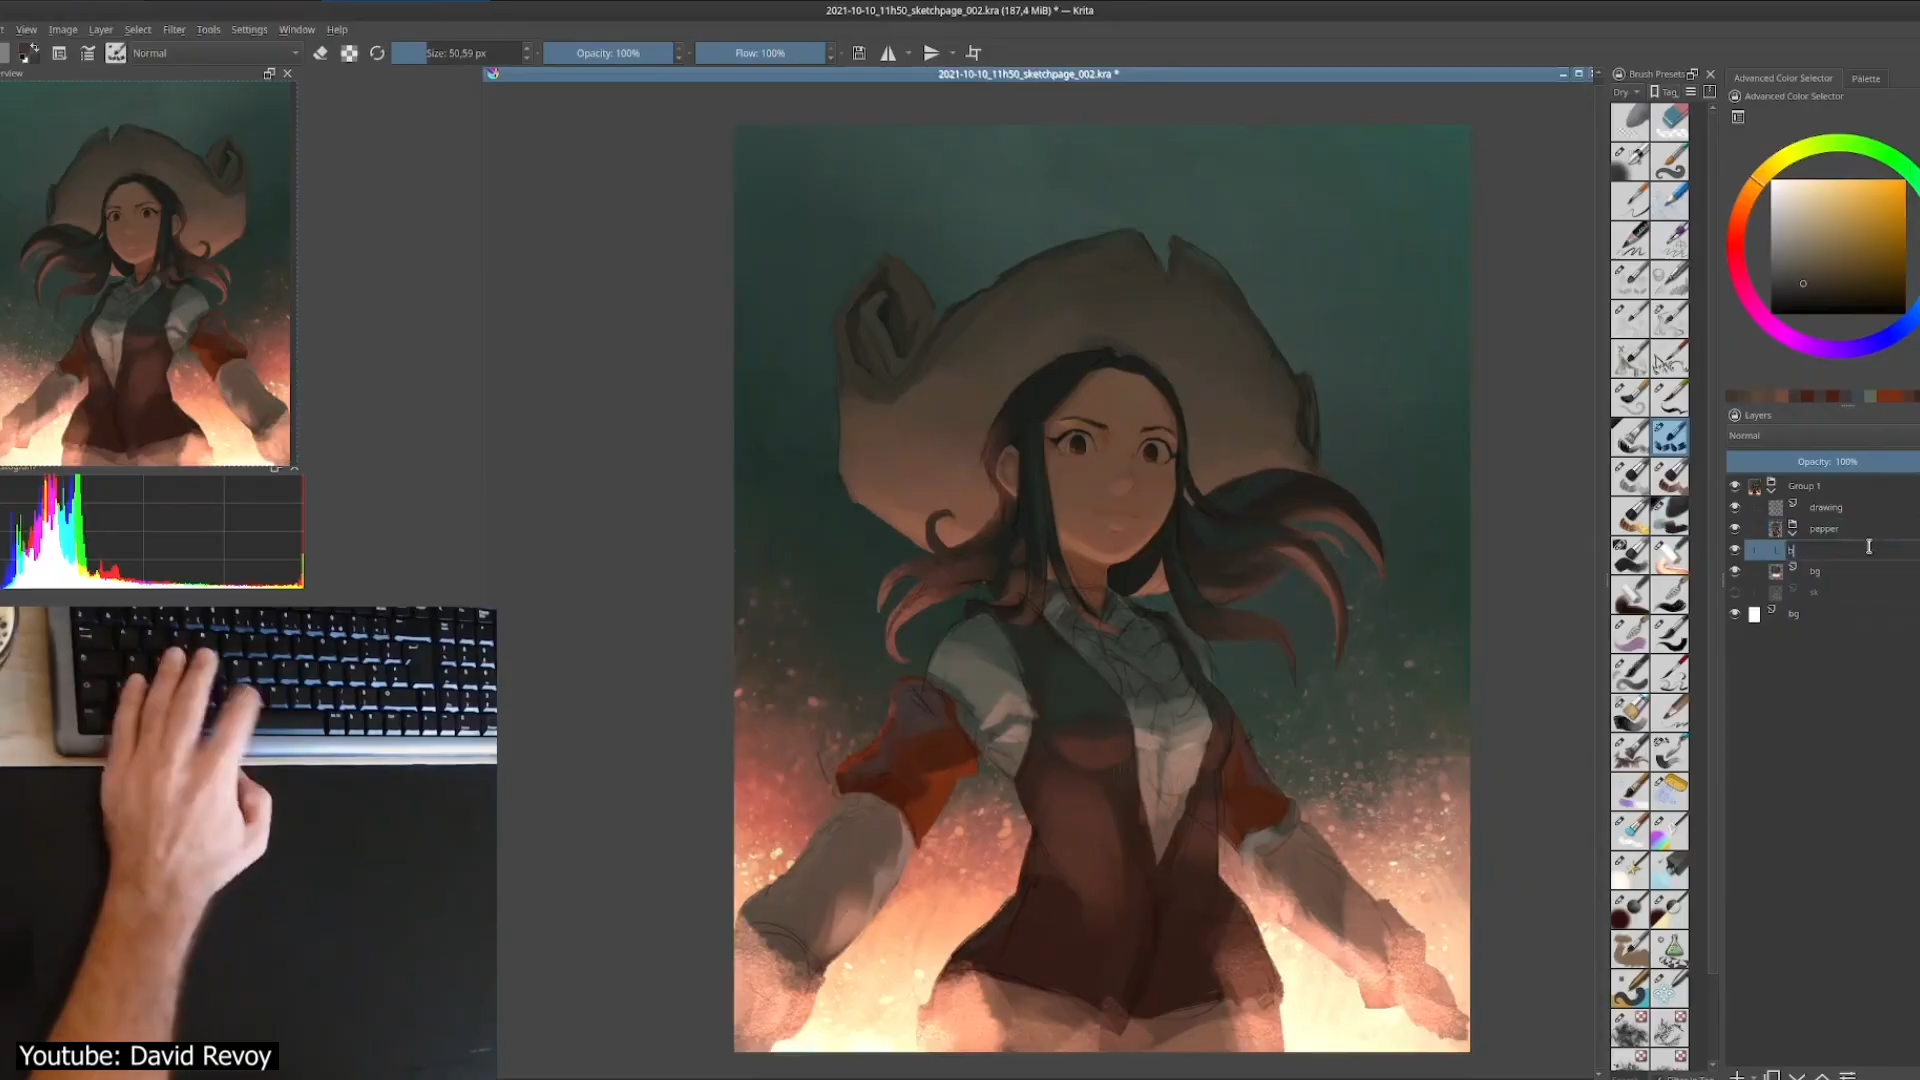 2021-10-10_11h50_sketchpage_002.kra (187,4 MiB) * — Krita
View Image Layer Select Filter Tools Settings Window Help
Normal
Size: 50,59 px
Opacity: 100%
Flow: 100%
2021-10-10_11h50_sketchpage_002.kra *
Brush Presets
Dry
Tag
Advanced Color Selector
Palette
Advanced Color Selector
Layers
Normal
Opacity: 100%
Group 1
drawing
pepper
b
bg
sk
bg
Youtube: David Revoy